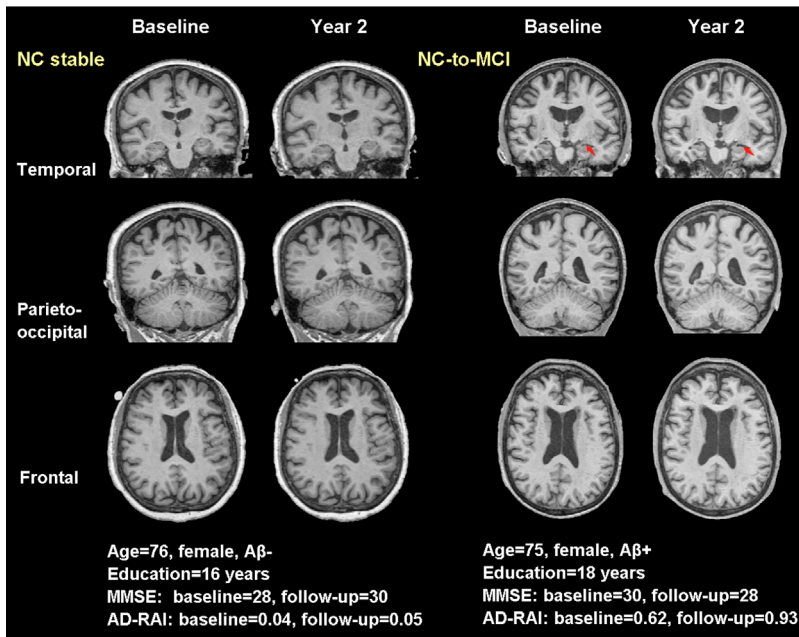 Baseline Year 2 Baseline Year 2
NC stable NC-to-MCI
Temporal
Parieto-
occipital
Frontal
Age=76, female, Aβ-
Education=16 years
MMSE: baseline=28, follow-up=30
AD-RAI: baseline=0.04, follow-up=0.05
Age=75, female, Aβ+
Education=18 years
MMSE: baseline=30, follow-up=28
AD-RAI: baseline=0.62, follow-up=0.93